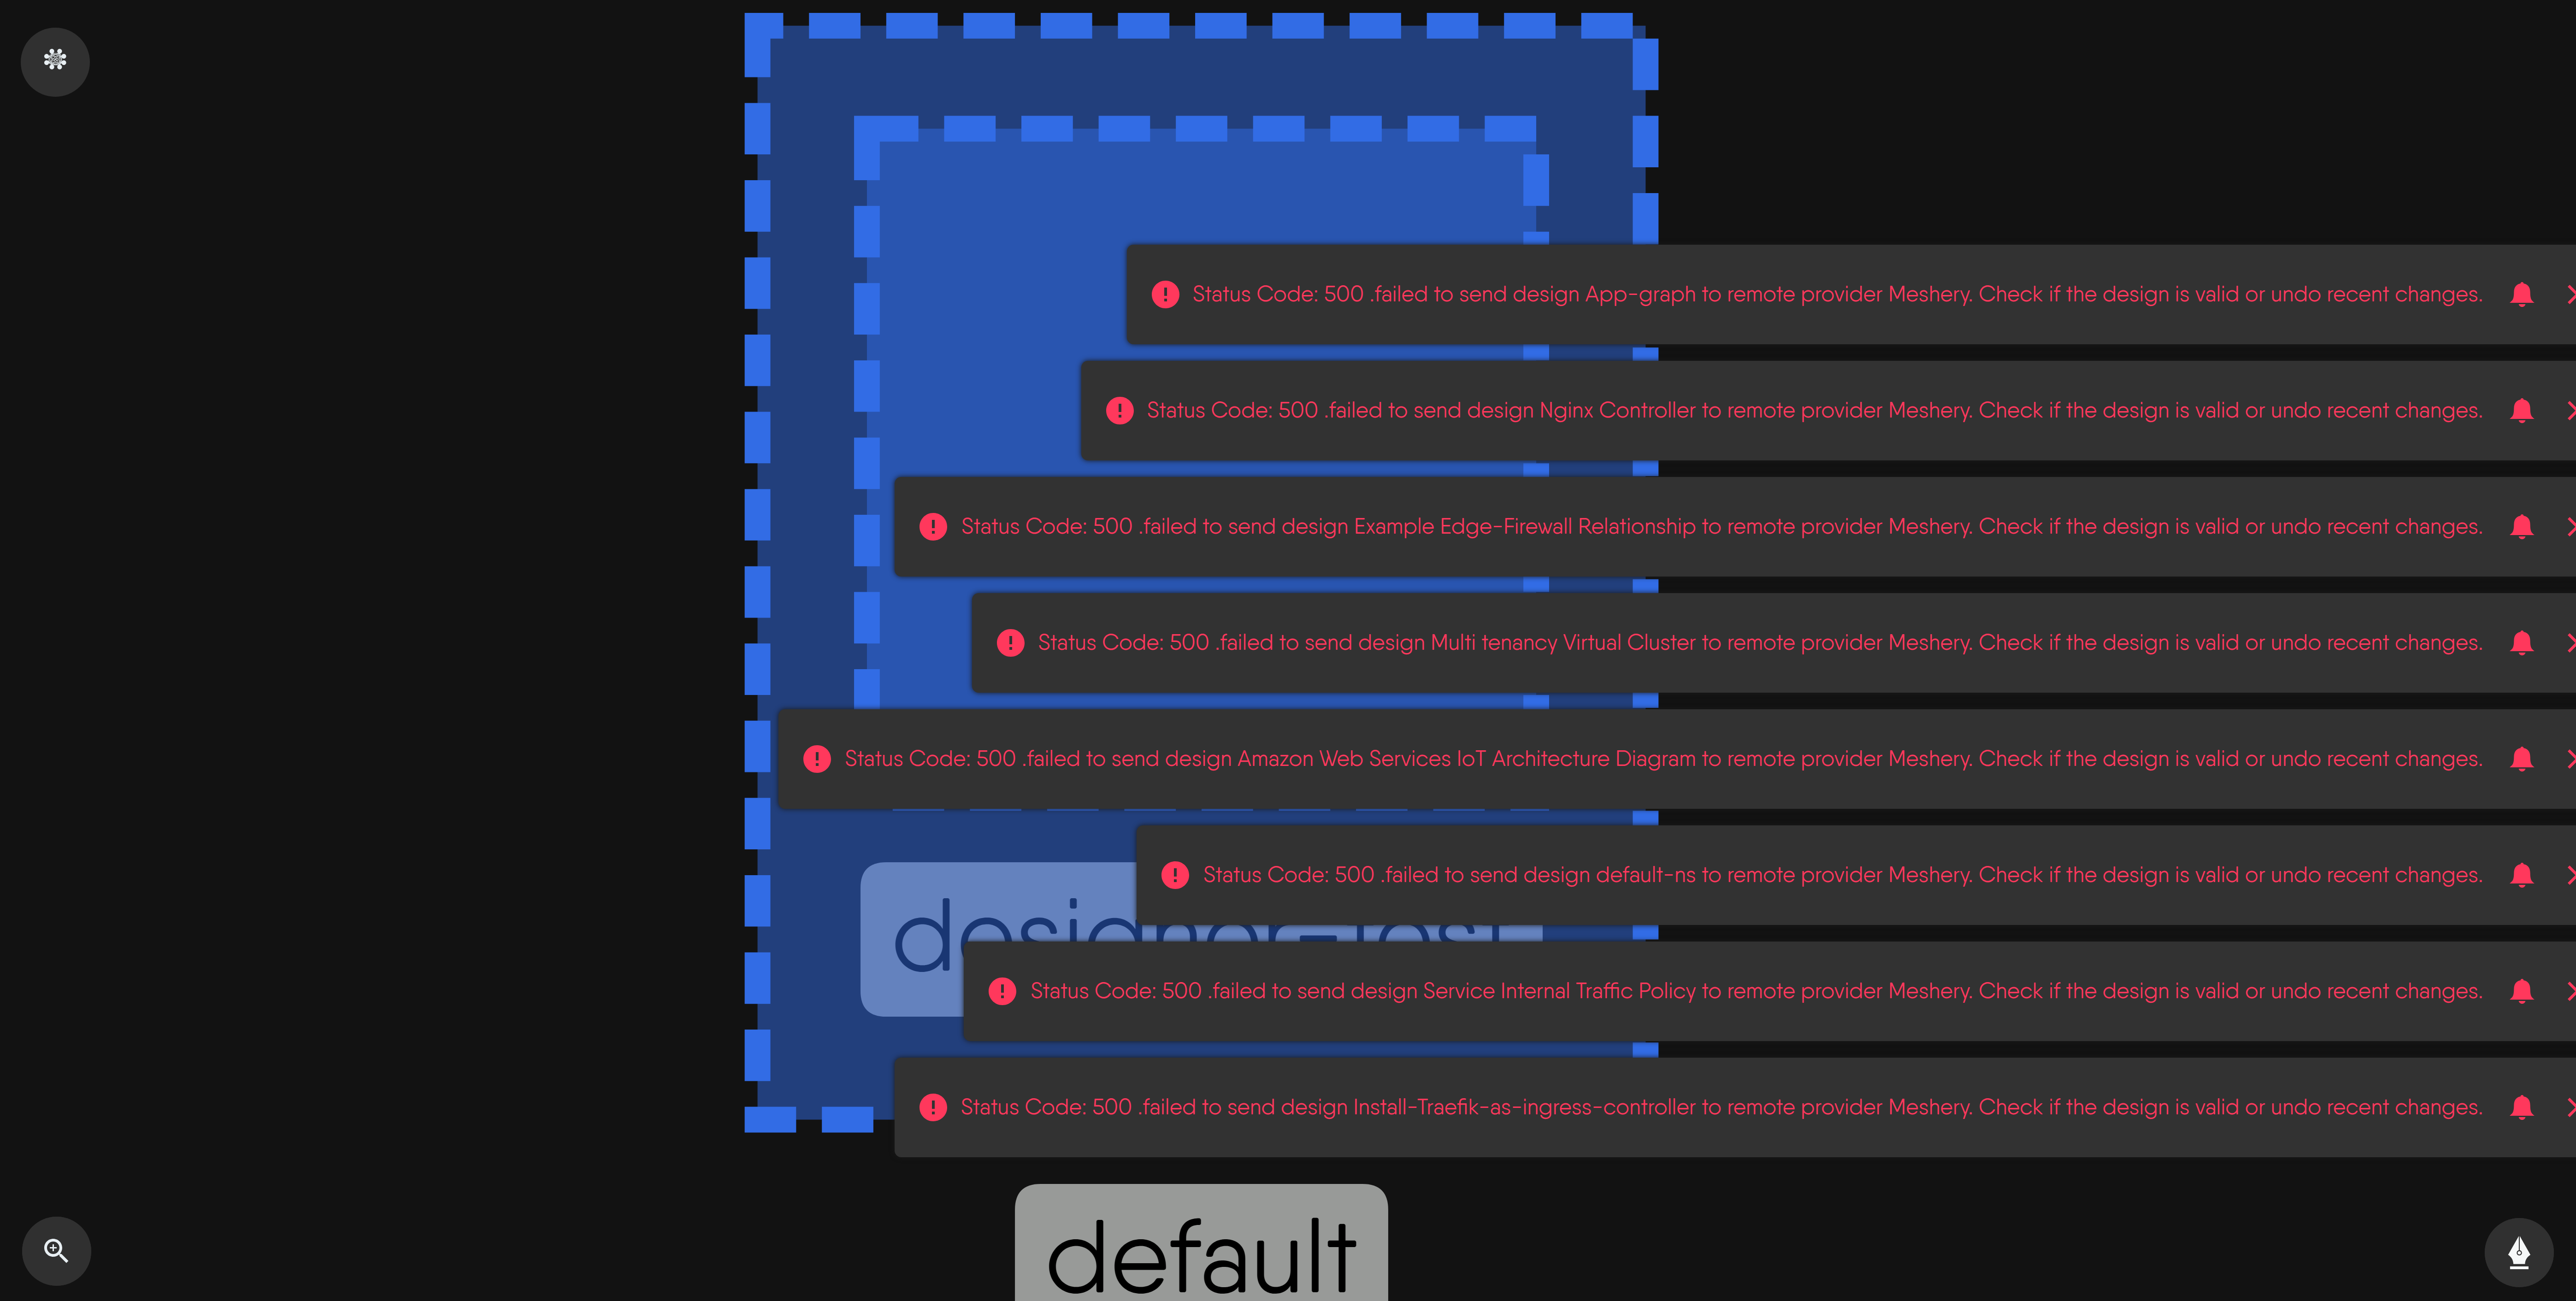 Status Code: 500 .failed to send design App-graph to remote provider Meshery. Check if the design is valid or undo recent changes.
Status Code: 500 .failed to send design Nginx Controller to remote provider Meshery. Check if the design is valid or undo recent changes.
Status Code: 500 .failed to send design Example Edge-Firewall Relationship to remote provider Meshery. Check if the design is valid or undo recent changes.
Status Code: 500 .failed to send design Multi tenancy Virtual Cluster to remote provider Meshery. Check if the design is valid or undo recent changes.
Status Code: 500 .failed to send design Amazon Web Services IoT Architecture Diagram to remote provider Meshery. Check if the design is valid or undo recent changes.
Status Code: 500 .failed to send design default-ns to remote provider Meshery. Check if the design is valid or undo recent changes.
Status Code: 500 .failed to send design Service Internal Traffic Policy to remote provider Meshery. Check if the design is valid or undo recent changes.
Status Code: 500 .failed to send design Install-Traefik-as-ingress-controller to remote provider Meshery. Check if the design is valid or undo recent changes.
default